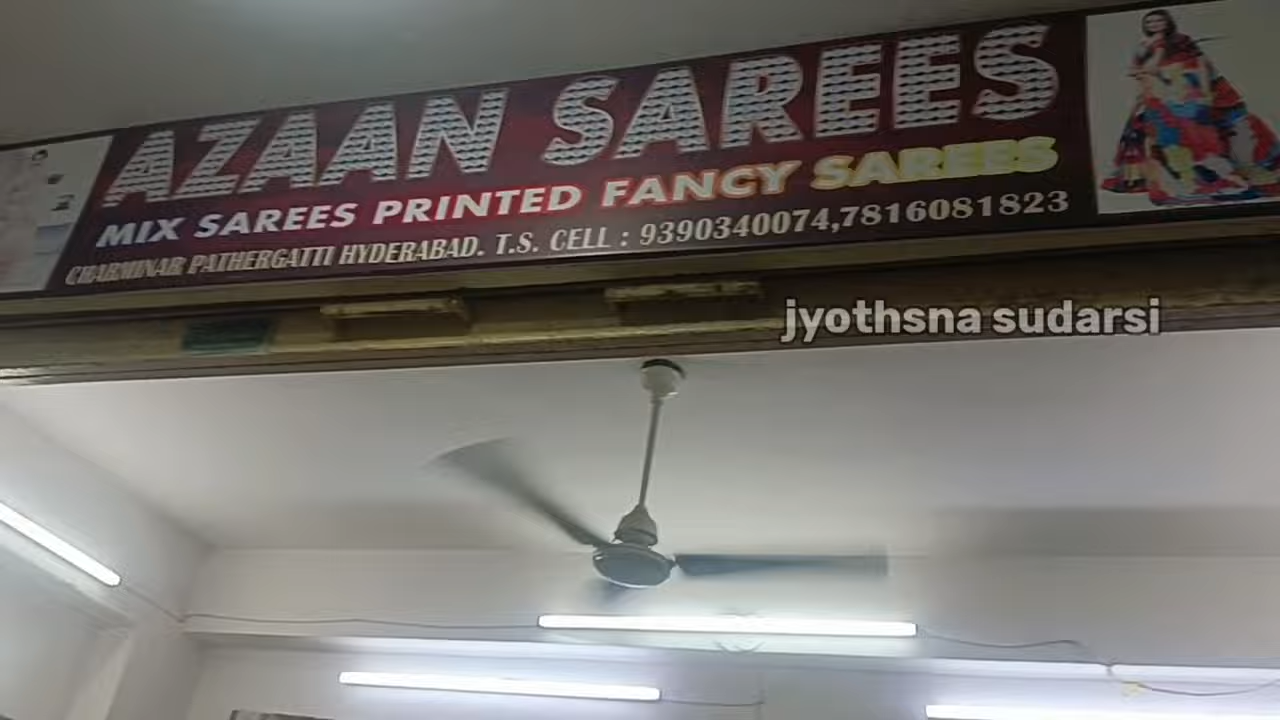 AZAAN SAREES
MIX SAREES PRINTED FANCY SAREES
CHARMINAR PATHERGATTI HYDERABAD. T.S. CELL : 9390340074,7816081823
jyothsna sudarsi